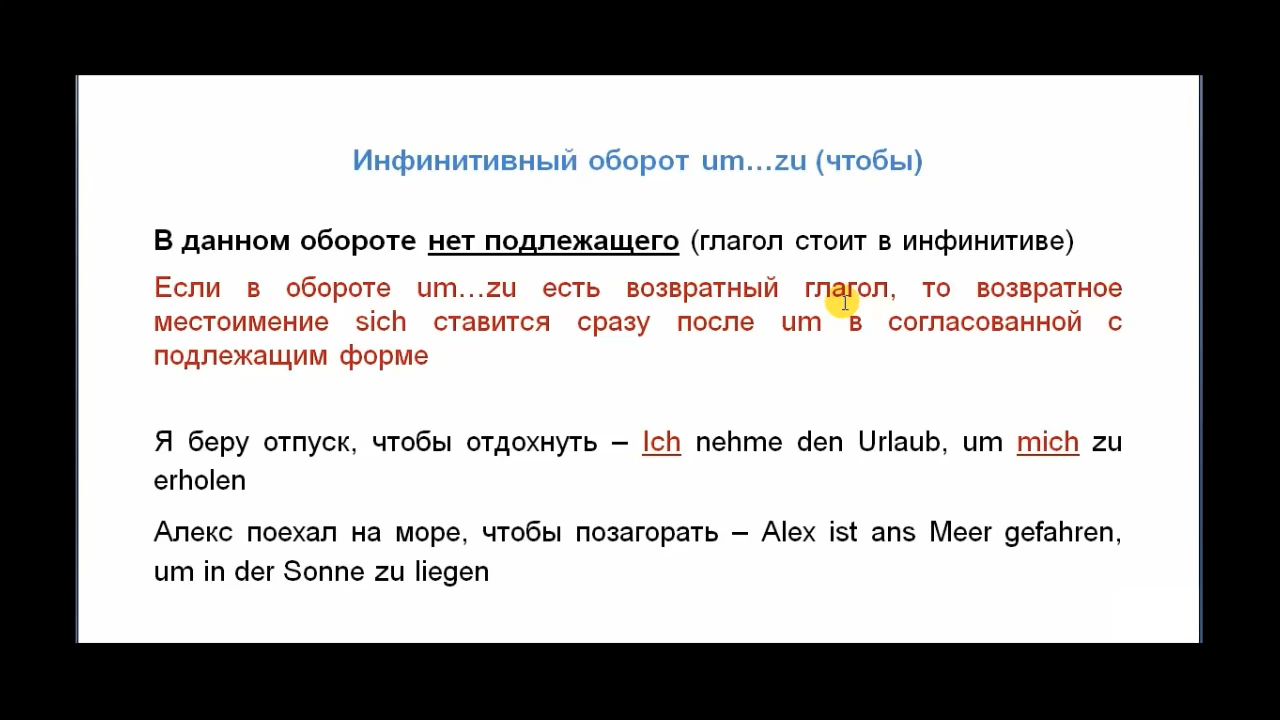 Инфинитивный оборот um…zu (чтобы)
В данном обороте нет подлежащего (глагол стоит в инфинитиве)
Если в обороте um…zu есть возвратный глагол, то возвратное
местоимение sich ставится сразу после um в согласованной с
подлежащим форме
Я беру отпуск, чтобы отдохнуть – Ich nehme den Urlaub, um mich zu
erholen
Алекс поехал на море, чтобы позагорать – Alex ist ans Meer gefahren,
um in der Sonne zu liegen